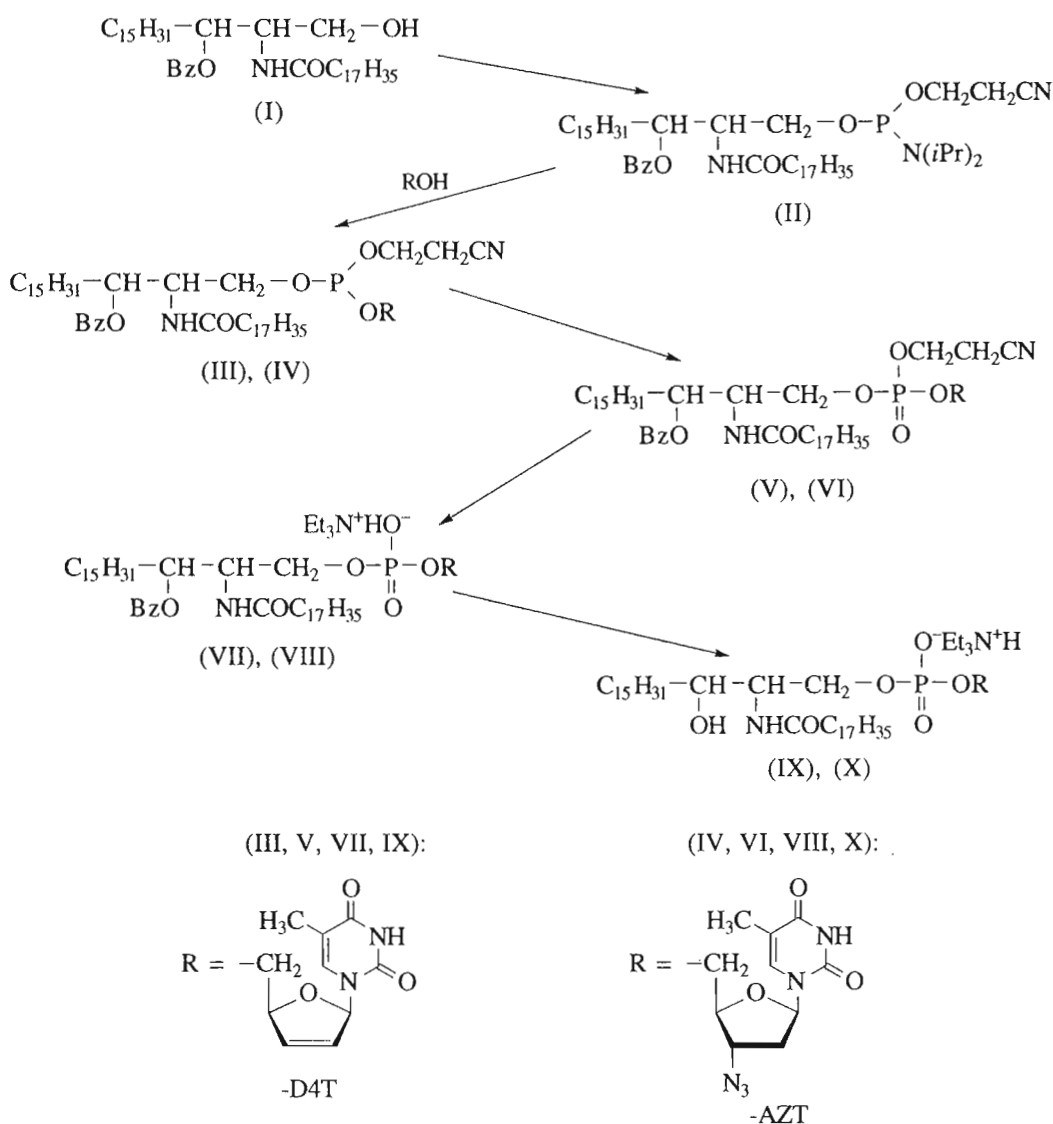 C₁₅H₃₁–CH–CH–CH₂–OH
BzO NHCOC₁₇H₃₅
(I)
OCH₂CH₂CN
C₁₅H₃₁–CH–CH–CH₂–O–P
N(iPr)₂
BzO NHCOC₁₇H₃₅
(II)
ROH
OCH₂CH₂CN
C₁₅H₃₁–CH–CH–CH₂–O–P
OR
BzO NHCOC₁₇H₃₅
(III), (IV)
OCH₂CH₂CN
C₁₅H₃₁–CH–CH–CH₂–O–P–OR
BzO NHCOC₁₇H₃₅ O
(V), (VI)
Et₃N⁺HO⁻
C₁₅H₃₁–CH–CH–CH₂–O–P–OR
BzO NHCOC₁₇H₃₅ O
(VII), (VIII)
O⁻Et₃N⁺H
C₁₅H₃₁–CH–CH–CH₂–O–P–OR
OH NHCOC₁₇H₃₅ O
(IX), (X)
(III, V, VII, IX):
O
H₃C
NH
R = –CH₂
N
O
O
-D4T
(IV, VI, VIII, X):
O
H₃C
NH
R = –CH₂
N
O
O
N₃
-AZT